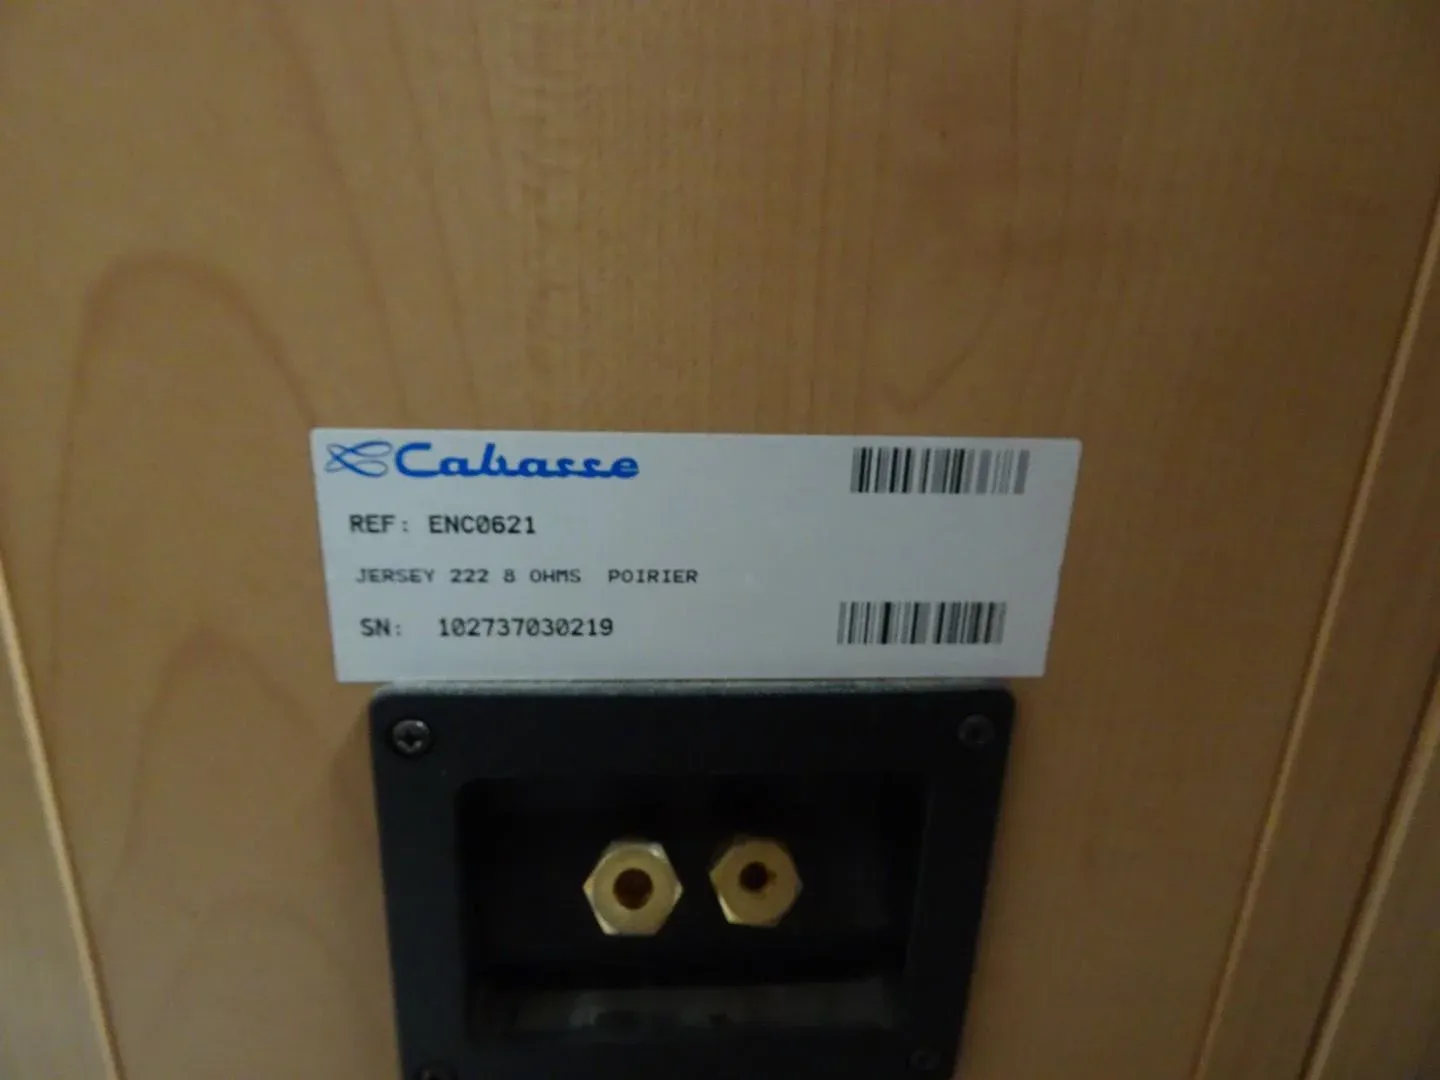 Cabasse
REF: ENC0621
JERSEY 222 8 OHMS POIRIER
SN: 102737030219